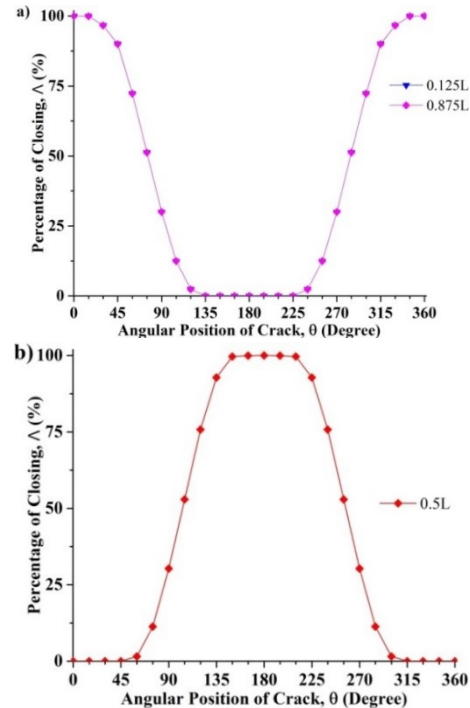 a)
100
75
50
25
0
Percentage of Closing, Λ (%)
0 45 90 135 180 225 270 315 360
Angular Position of Crack, θ (Degree)
0.125L
0.875L
b)
100
75
50
25
0
Percentage of Closing, Λ (%)
0 45 90 135 180 225 270 315 360
Angular Position of Crack, θ (Degree)
0.5L